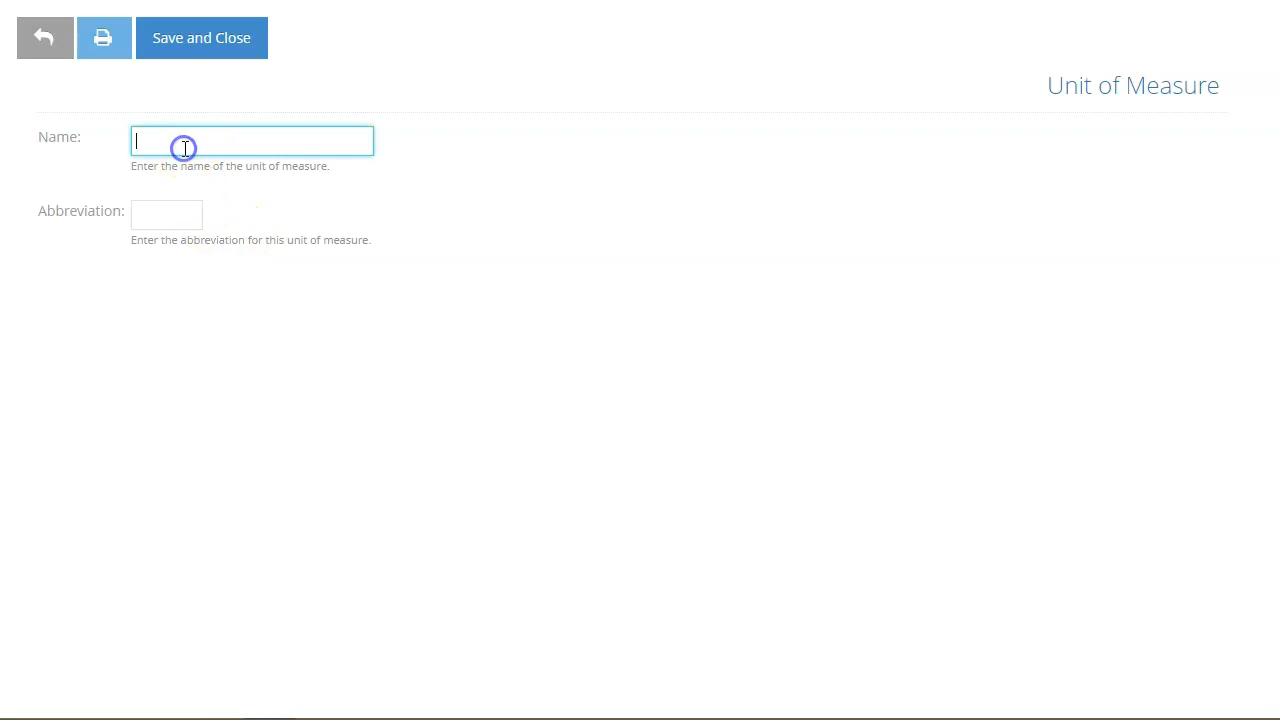 Save and Close
Unit of Measure
Name:
Enter the name of the unit of measure.
Abbreviation:
Enter the abbreviation for this unit of measure.